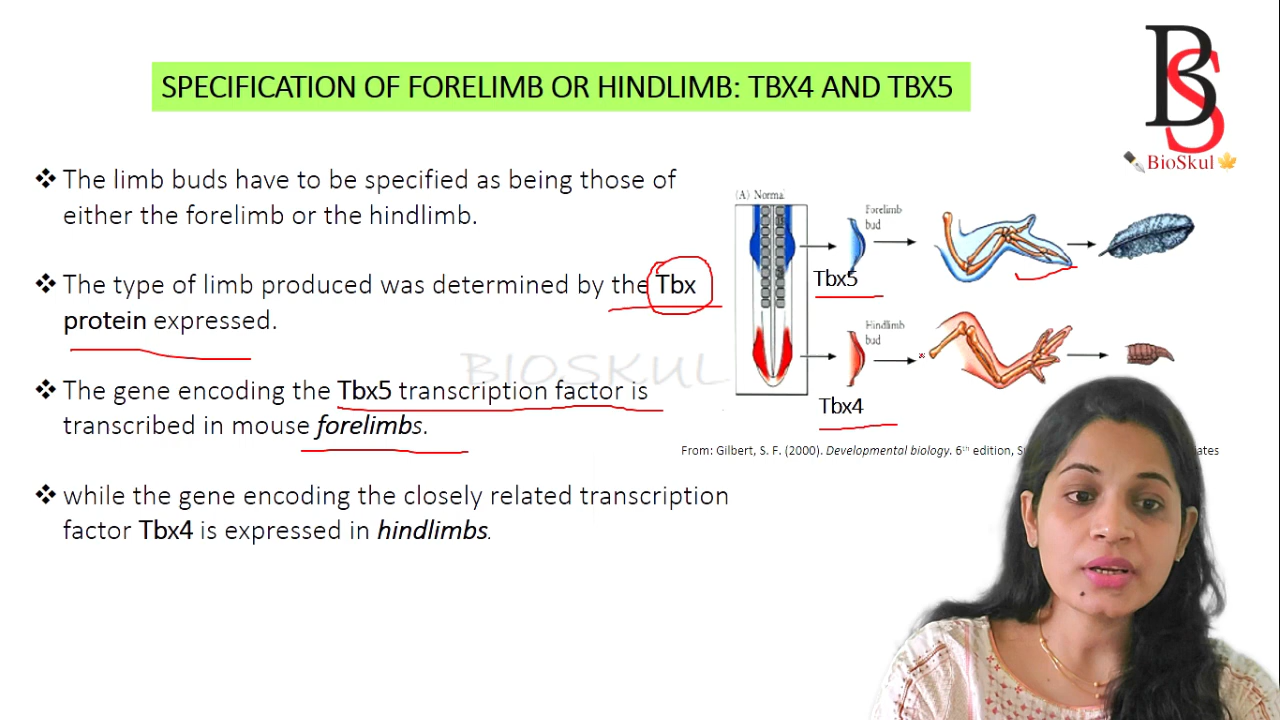 SPECIFICATION OF FORELIMB OR HINDLIMB: TBX4 AND TBX5
BS
BioSkul
❖ The limb buds have to be specified as being those of
either the forelimb or the hindlimb.
❖ The type of limb produced was determined by the Tbx
protein expressed.
❖ The gene encoding the Tbx5 transcription factor is
transcribed in mouse forelimbs.
❖ while the gene encoding the closely related transcription
factor Tbx4 is expressed in hindlimbs.
(A) Normal
Forelimb
bud
Tbx5
Hindlimb
bud
Tbx4
BIOSKUL
From: Gilbert, S. F. (2000). Developmental biology. 6th edition,